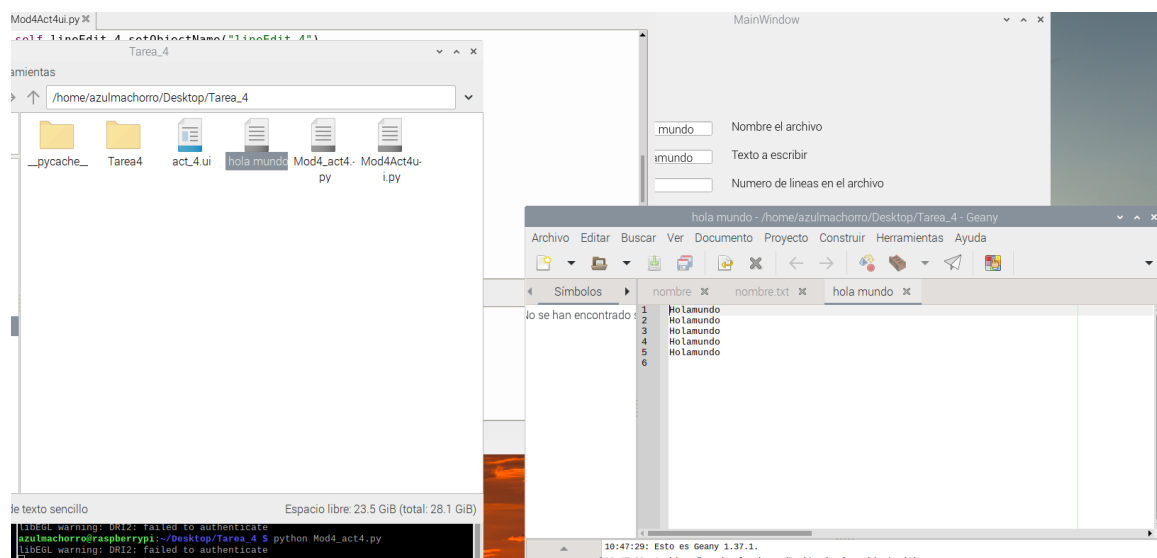 Mod4Act4ui.py
self.lineEdit_4.setObjectName("lineEdit_4")
Tarea_4
amientas
/home/azulmachorro/Desktop/Tarea_4
__pycache__
Tarea4
act_4.ui
hola mundo
Mod4_act4.-
py
Mod4Act4u-
i.py
de texto sencillo
Espacio libre: 23.5 GiB (total: 28.1 GiB)
libEGL warning: DRI2: failed to authenticate
azulmachorro@raspberrypi:~/Desktop/Tarea_4 $ python Mod4_act4.py
libEGL warning: DRI2: failed to authenticate
MainWindow
mundo
Nombre el archivo
amundo
Texto a escribir
Numero de lineas en el archivo
hola mundo - /home/azulmachorro/Desktop/Tarea_4 - Geany
Archivo Editar Buscar Ver Documento Proyecto Construir Herramientas Ayuda
Símbolos
nombre
nombre.txt
hola mundo
No se han encontrado s
1 Holamundo
2 Holamundo
3 Holamundo
4 Holamundo
5 Holamundo
6
10:47:29: Esto es Geany 1.37.1.